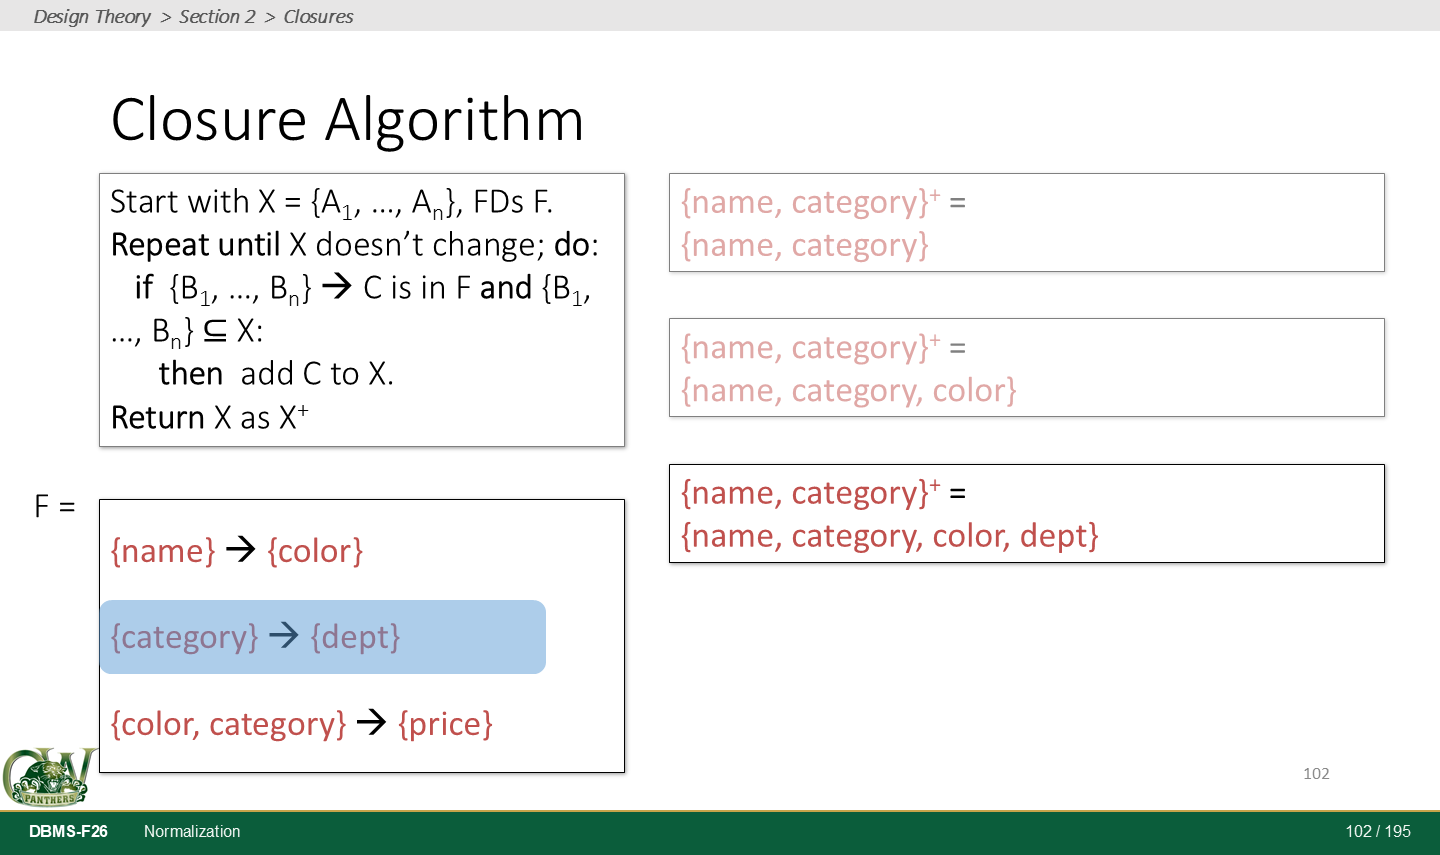 Design Theory > Section 2 > Closures
Closure Algorithm
Start with X = {A1, …, An}, FDs F.
Repeat until X doesn’t change; do:
if {B1, …, Bn} → C is in F and {B1,
…, Bn} ⊆ X:
then add C to X.
Return X as X+
F =
{name} → {color}
{category} → {dept}
{color, category} → {price}
{name, category}+ =
{name, category}
{name, category}+ =
{name, category, color}
{name, category}+ =
{name, category, color, dept}
102
CW
PANTHERS
DBMS-F26 Normalization 102 / 195